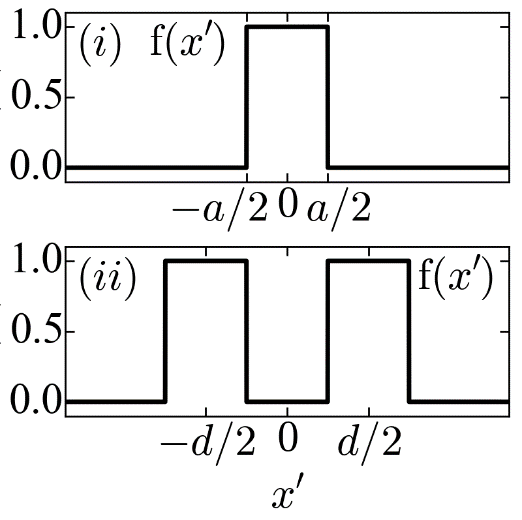 1.0 (i) f(x′)
0.5
0.0
−a/2 0 a/2
1.0 (ii) f(x′)
0.5
0.0
−d/2 0 d/2
x′